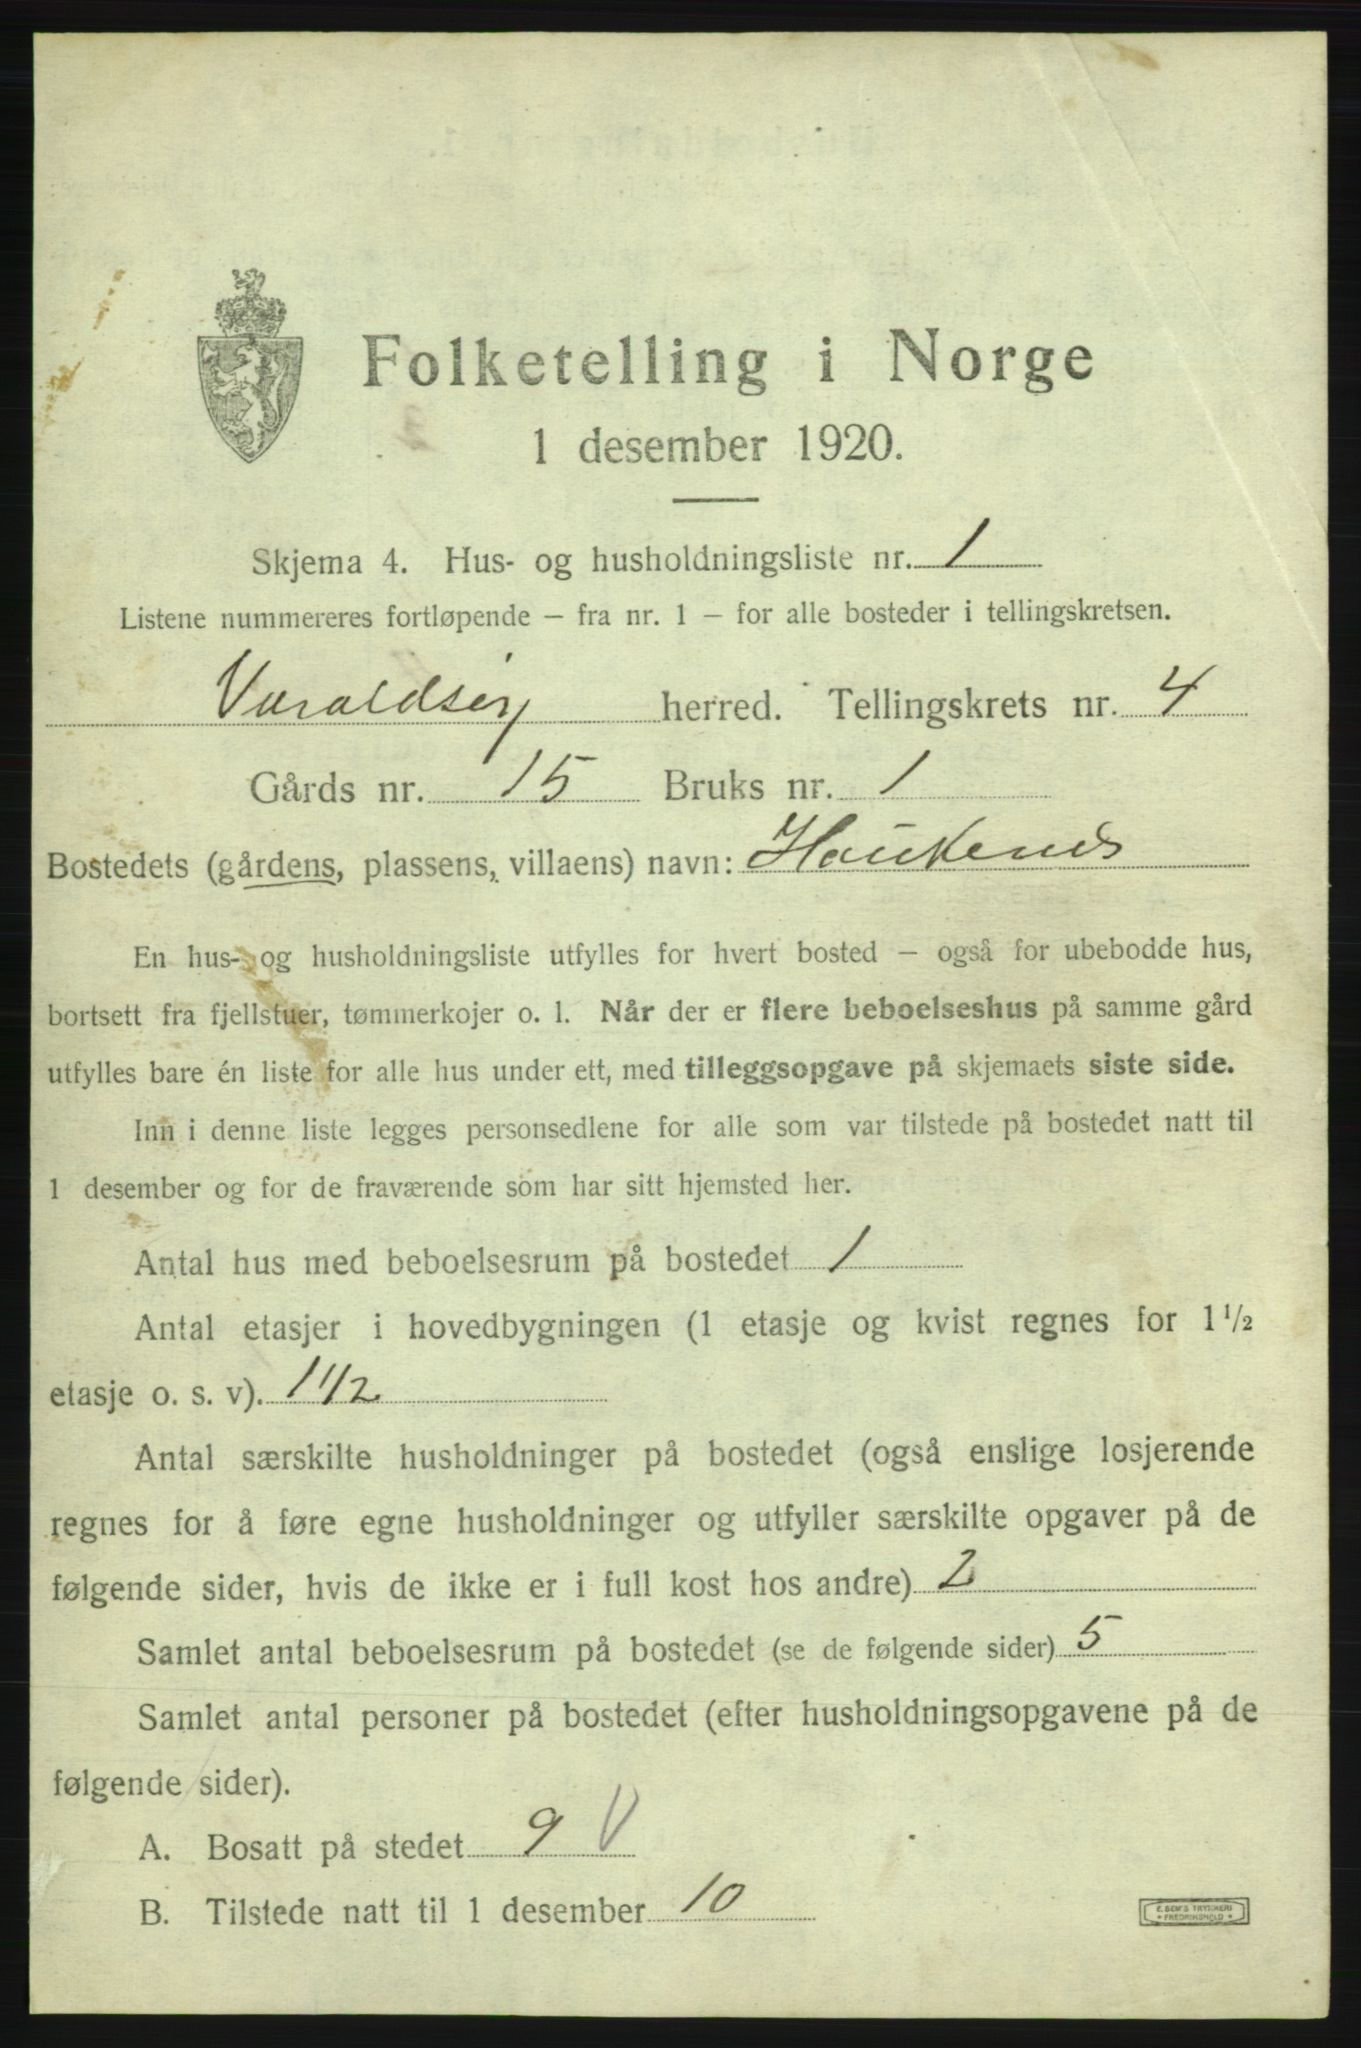 Folketelling i Norge
1 desember 1920.
Skjema 4. Hus- og husholdningsliste nr. 1
Listene nummereres fortløpende – fra nr. 1 – for alle bosteder i tellingskretsen.
Varaldsøy herred. Tellingskrets nr. 4
Gårds nr. 15 Bruks nr. 1
Bostedets (gårdens, plassens, villaens) navn: Haukenes
En hus- og husholdningsliste utfylles for hvert bosted – også for ubebodde hus,
bortsett fra fjellstuer, tømmerkojer o. l. Når der er flere beboelseshus på samme gård
utfylles bare én liste for alle hus under ett, med tilleggsopgave på skjemaets siste side.
Inn i denne liste legges personsedlene for alle som var tilstede på bostedet natt til
1 desember og for de fraværende som har sitt hjemsted her.
Antal hus med beboelsesrum på bostedet 1
Antal etasjer i hovedbygningen (1 etasje og kvist regnes for 1 1/2
etasje o. s. v). 1 1/2
Antal særskilte husholdninger på bostedet (også enslige losjerende
regnes for å føre egne husholdninger og utfyller særskilte opgaver på de
følgende sider, hvis de ikke er i full kost hos andre) 2
Samlet antal beboelsesrum på bostedet (se de følgende sider) 5
Samlet antal personer på bostedet (efter husholdningsopgavene på de
følgende sider).
A. Bosatt på stedet 9 V
B. Tilstede natt til 1 desember 10
E. SEM'S TRYKKERI
* FREDRIKSHALD *